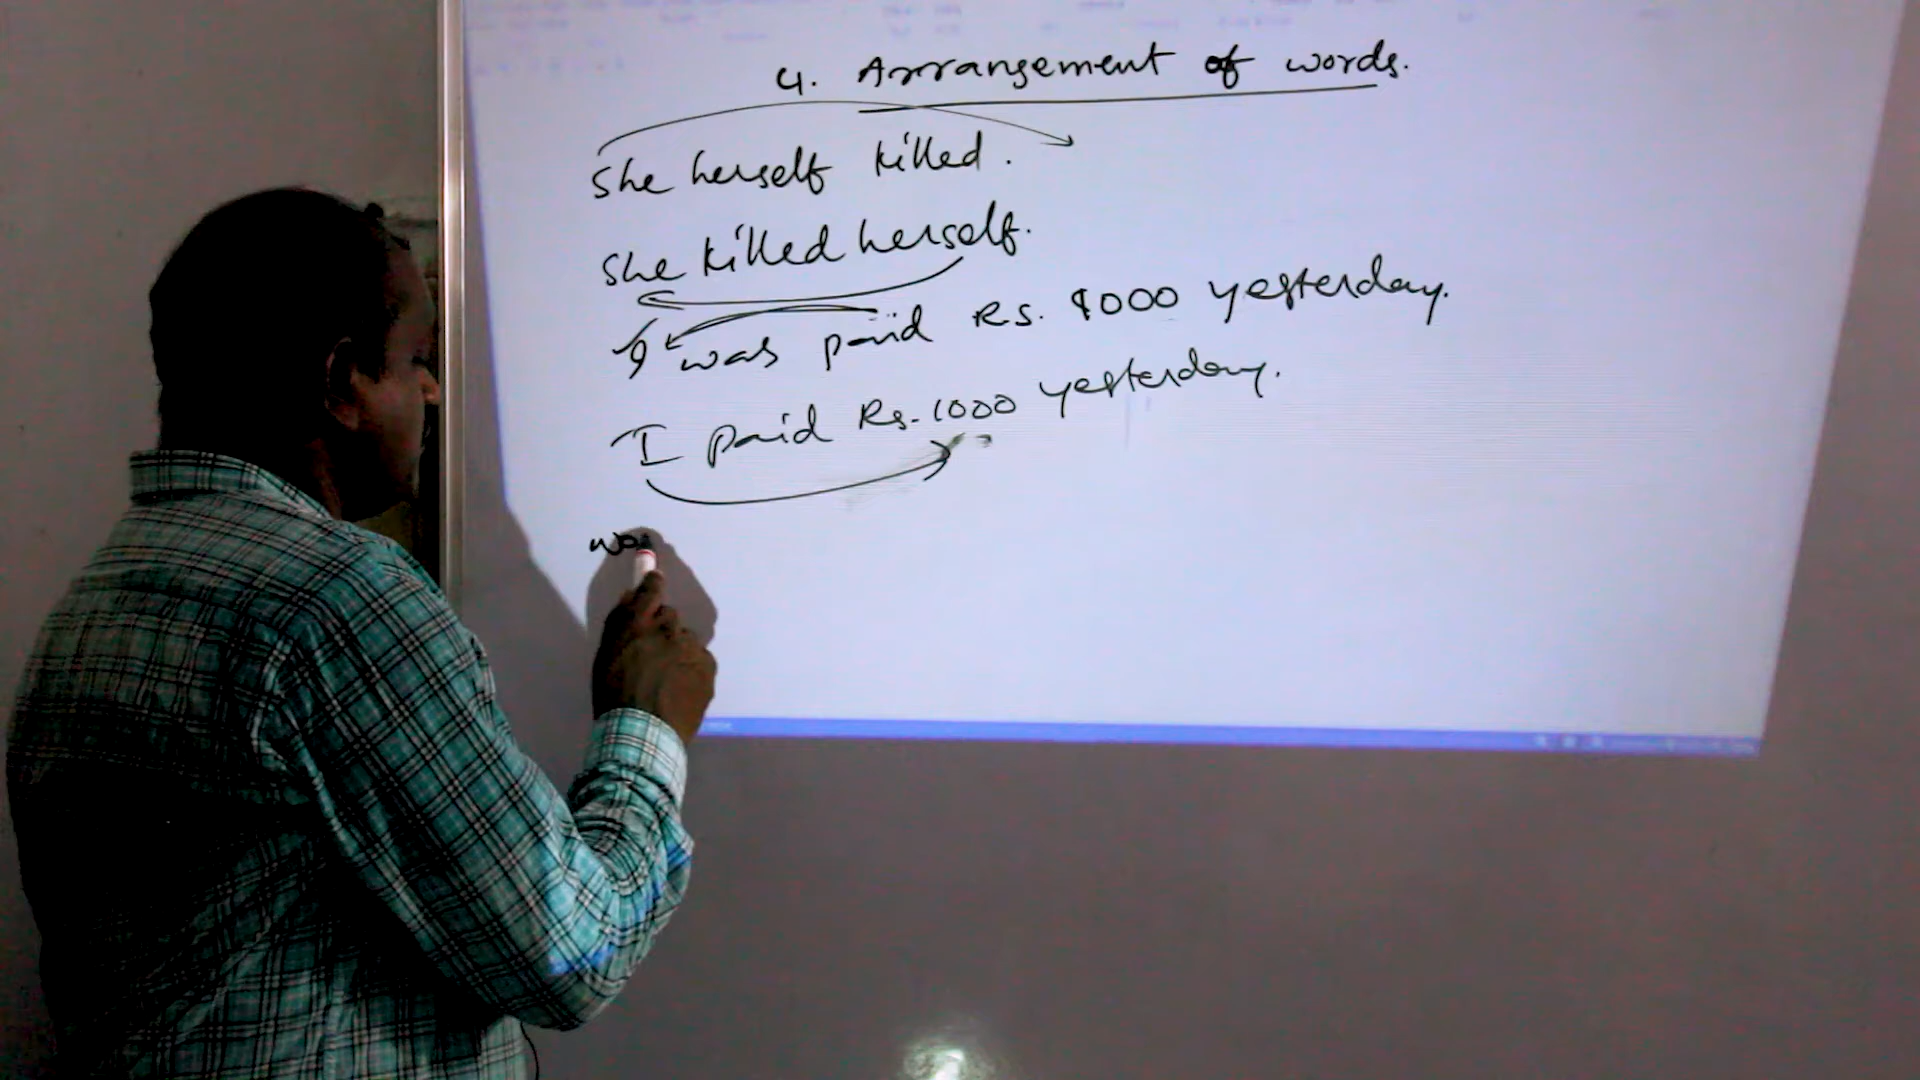 4. Arrangement of words.
She herself killed.
She killed herself.
I was paid Rs. 1000 yesterday.
I paid Rs. 1000 yesterday.